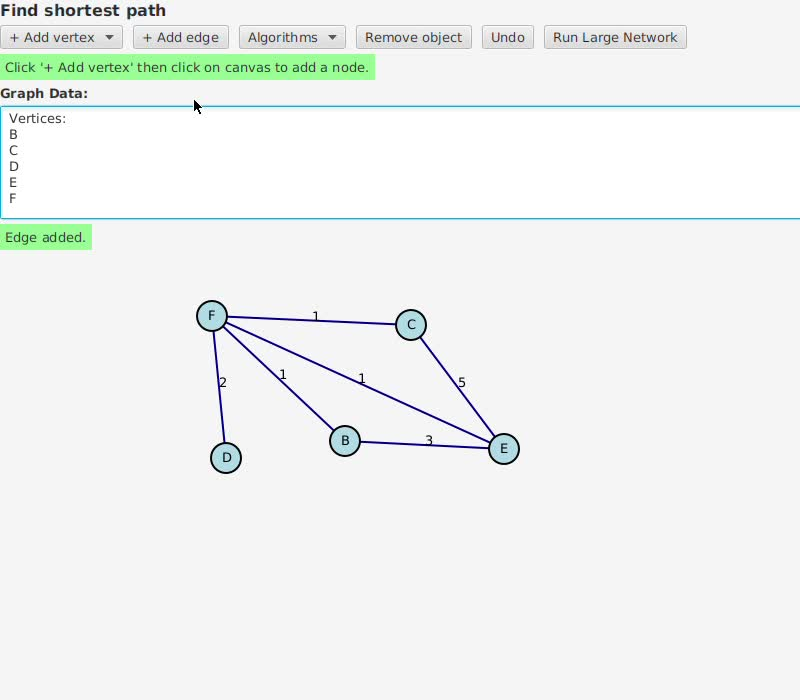 Find shortest path
+ Add vertex
+ Add edge
Algorithms
Remove object
Undo
Run Large Network
Click '+ Add vertex' then click on canvas to add a node.
Graph Data:
Vertices:
B
C
D
E
F
Edge added.
F
1
C
2
1
1
5
B
3
E
D